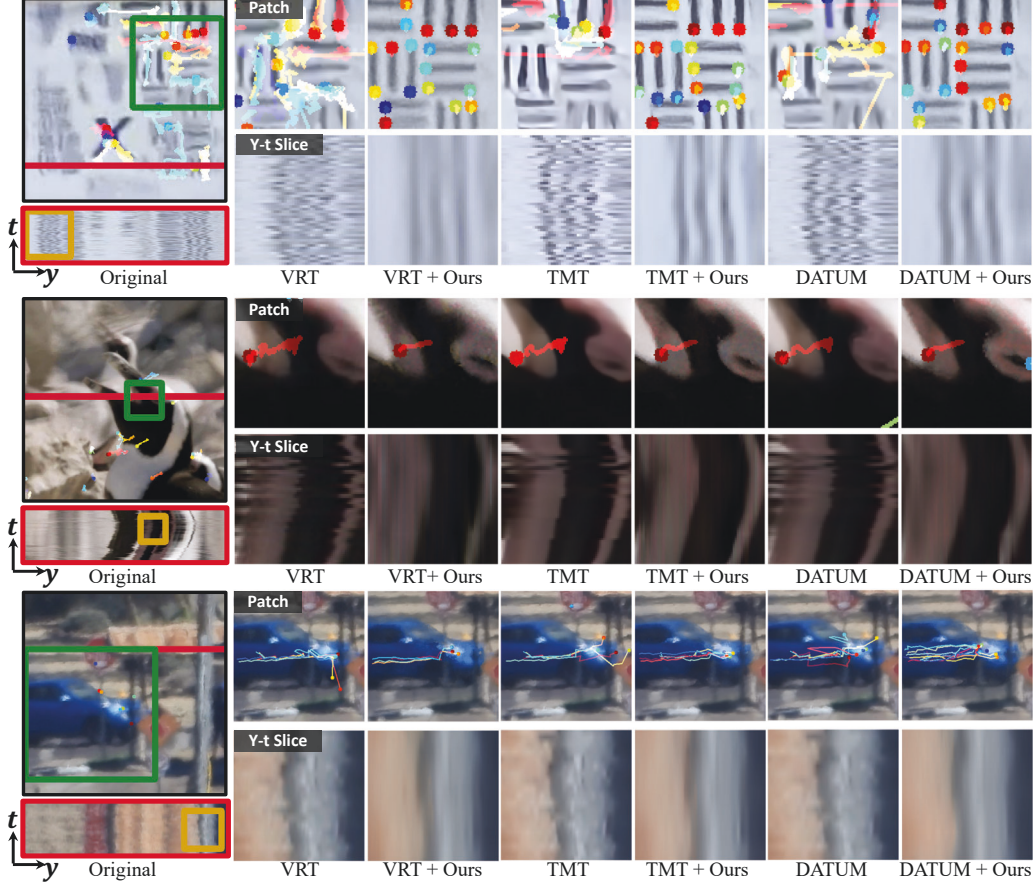 Patch
Y-t Slice
t
y
Original
VRT
VRT + Ours
TMT
TMT + Ours
DATUM
DATUM + Ours
Patch
Y-t Slice
t
y
Original
VRT
VRT+ Ours
TMT
TMT + Ours
DATUM
DATUM + Ours
Patch
Y-t Slice
t
y
Original
VRT
VRT + Ours
TMT
TMT + Ours
DATUM
DATUM + Ours